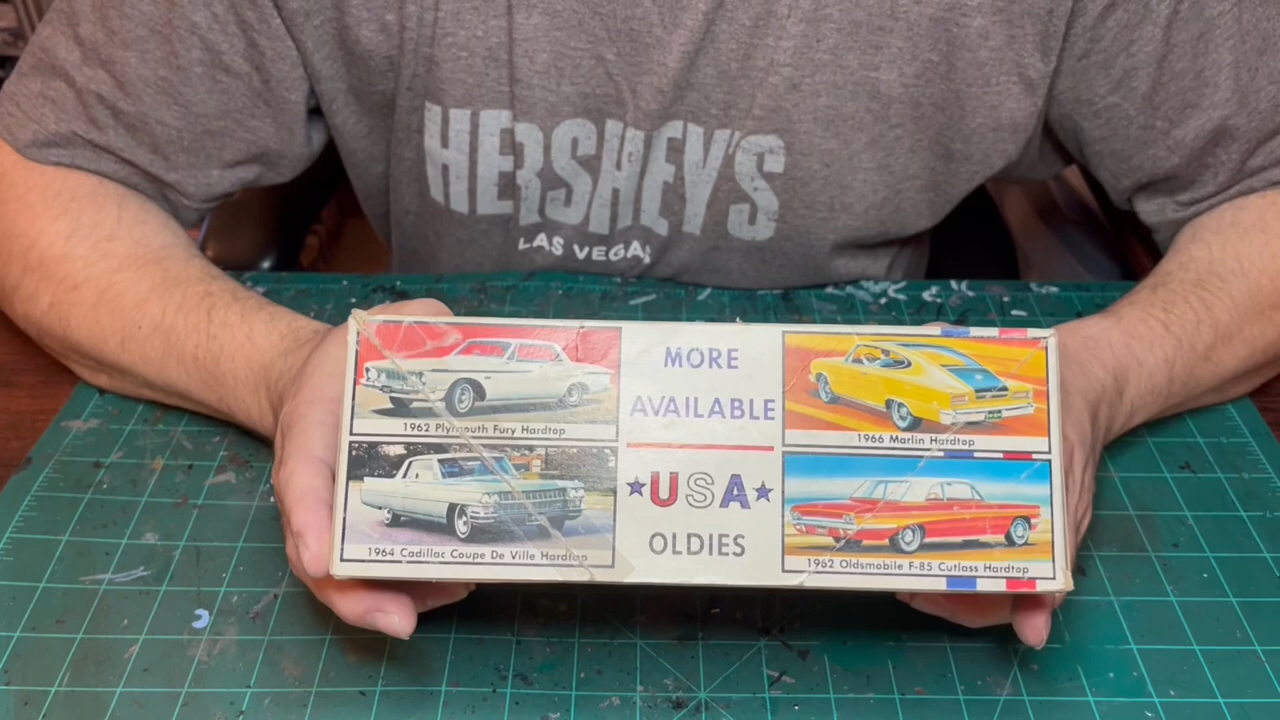 HERSHEY'S
LAS VEGAS
1962 Plymouth Fury Hardtop
1964 Cadillac Coupe De Ville Hardtop
MORE
AVAILABLE
USA
OLDIES
1966 Marlin Hardtop
1962 Oldsmobile F-85 Cutlass Hardtop